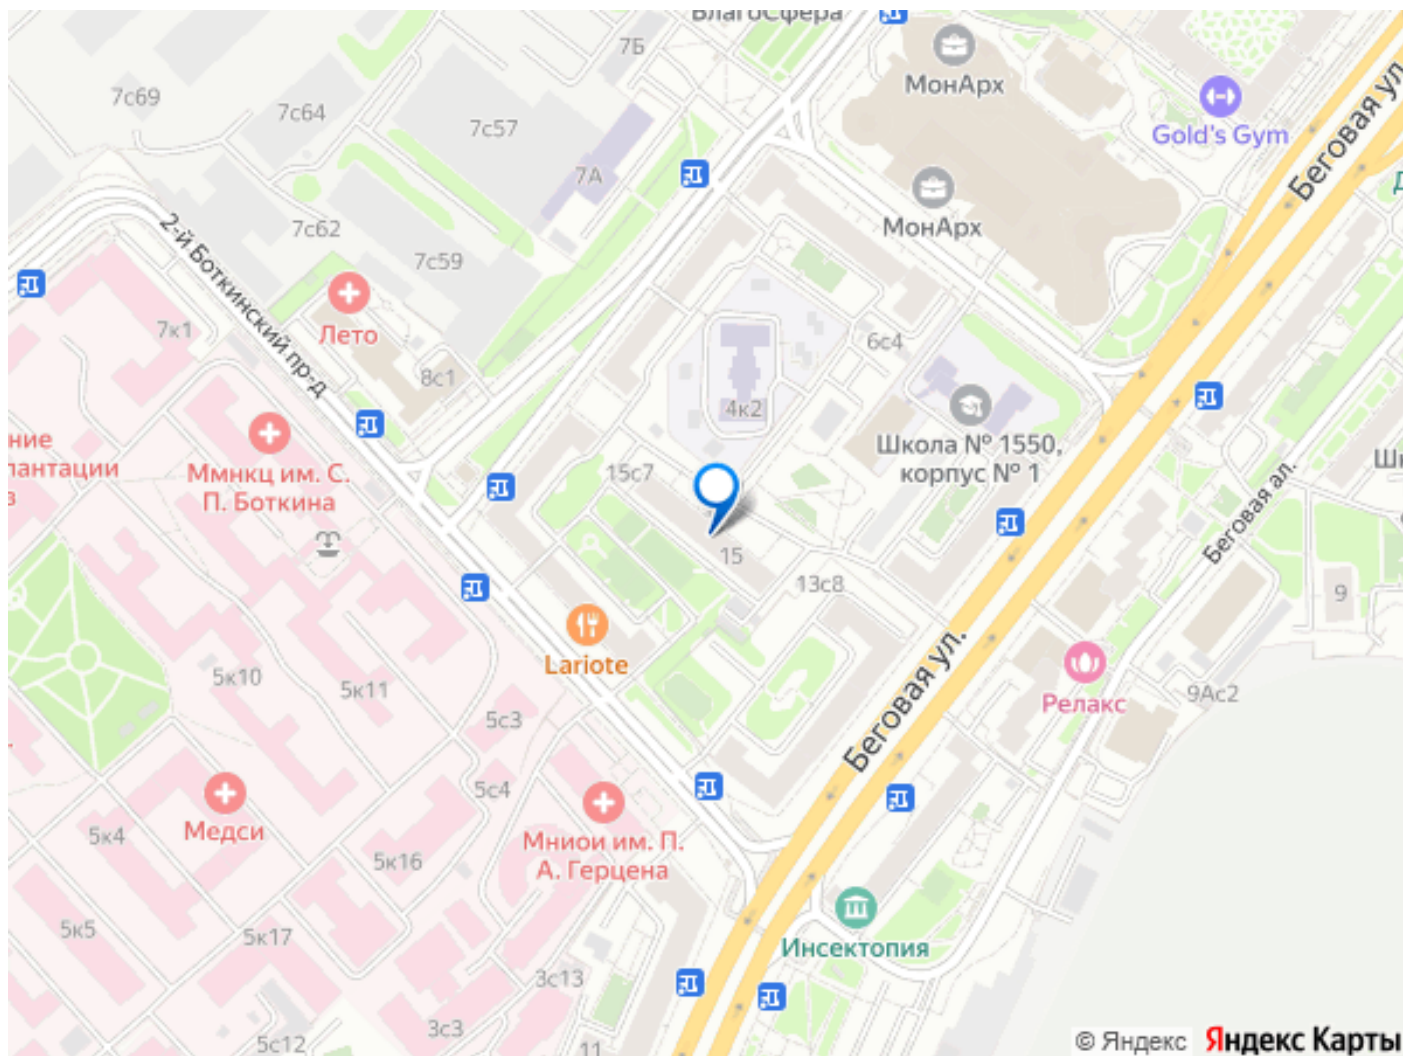 БлагоСфера
7Б
МонАрх
7с69
7с64
7с57
Gold's Gym
Беговая ул.
7А
МонАрх
7с62
7с59
2-й Боткинский пр-д
7к1
Лето
6с4
8с1
4к2
ние
плантации
Ммнкц им. С.
П. Боткина
Школа № 1550,
корпус № 1
15с7
Беговая ал.
15
13с8
9
Lariote
Беговая ул.
5к10
5к11
5с3
Релакс
9Ас2
5с4
Медси
5к4
5к16
Мниои им. П.
А. Герцена
5к5
5к17
Инсектопия
3с13
3с3
5с12
11
© Яндекс Яндекс Карты